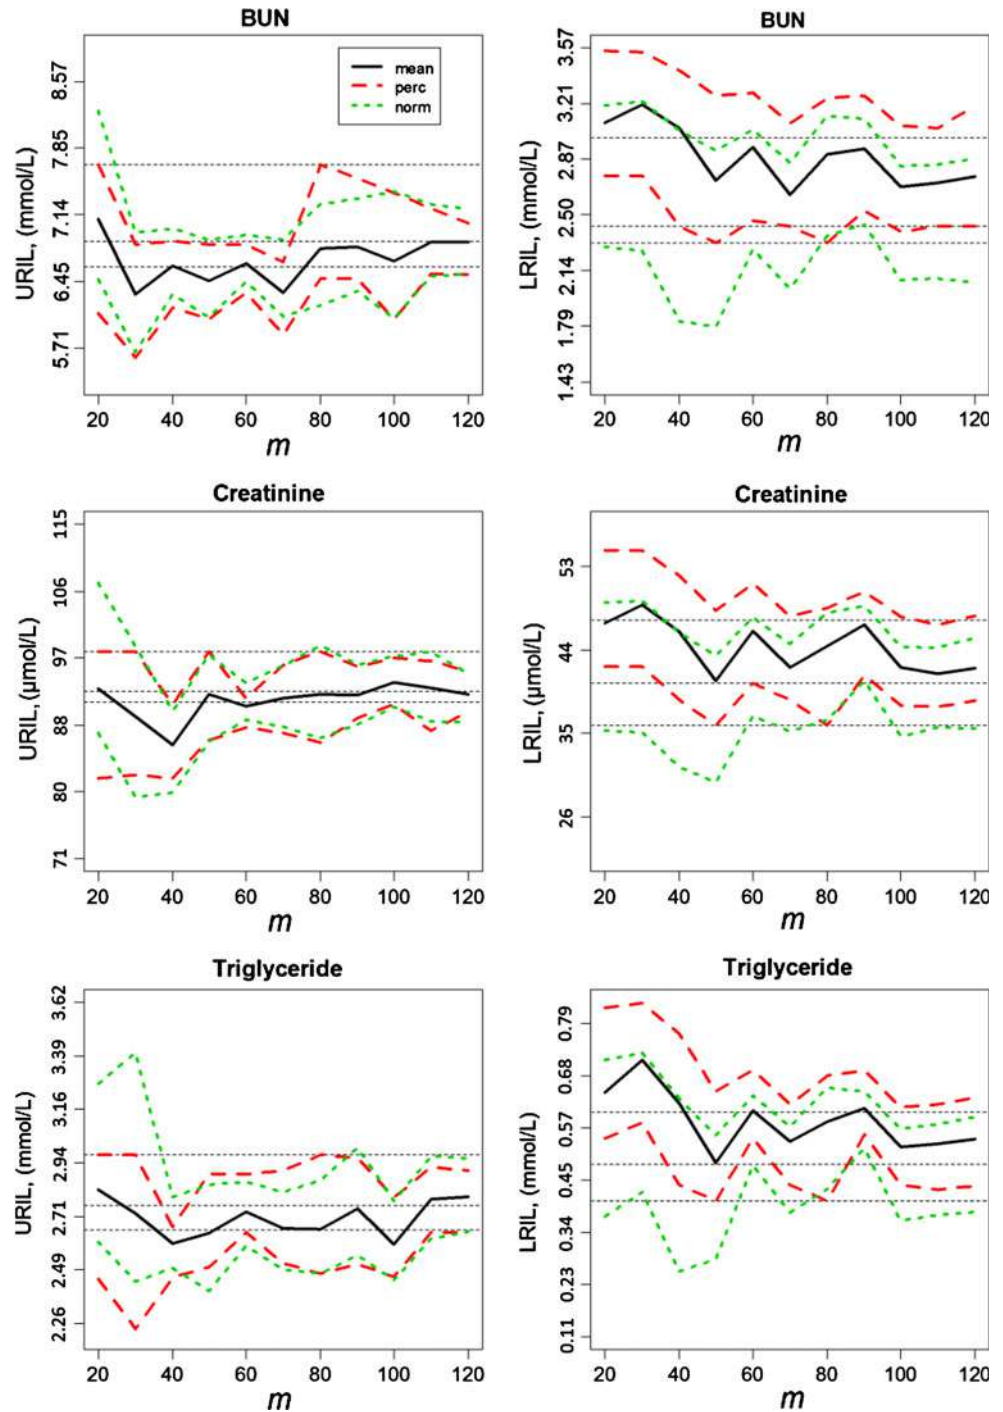 BUN
URIL, (mmol/L)
8.57
7.85
7.14
6.45
5.71
mean
perc
norm
20 40 60 80 100 120
m
BUN
LRIL, (mmol/L)
3.57
3.21
2.87
2.50
2.14
1.79
1.43
20 40 60 80 100 120
m
Creatinine
URIL, (μmol/L)
115
106
97
88
80
71
20 40 60 80 100 120
m
Creatinine
LRIL, (μmol/L)
53
44
35
26
20 40 60 80 100 120
m
Triglyceride
URIL, (mmol/L)
3.62
3.39
3.16
2.94
2.71
2.49
2.26
20 40 60 80 100 120
m
Triglyceride
LRIL, (mmol/L)
0.79
0.68
0.57
0.45
0.34
0.23
0.11
20 40 60 80 100 120
m